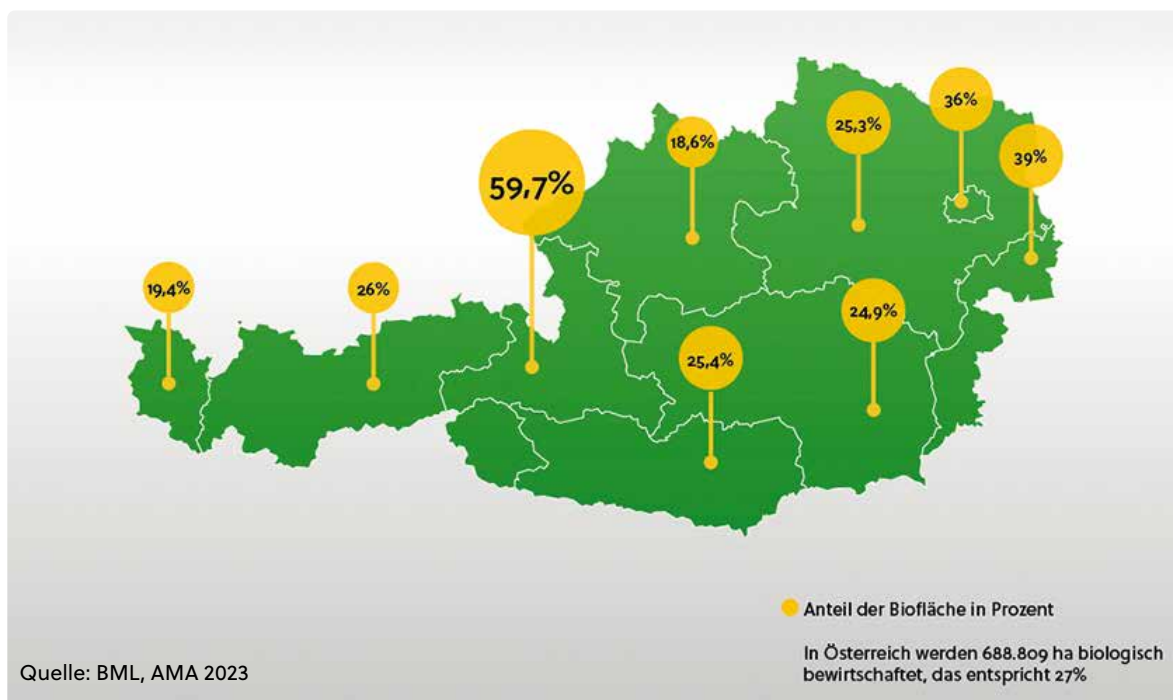 36%
25,3%
18,6%
39%
59,7%
19,4%
26%
24,9%
25,4%
Anteil der Biofläche in Prozent
In Österreich werden 688.809 ha biologisch
bewirtschaftet, das entspricht 27%
Quelle: BML, AMA 2023